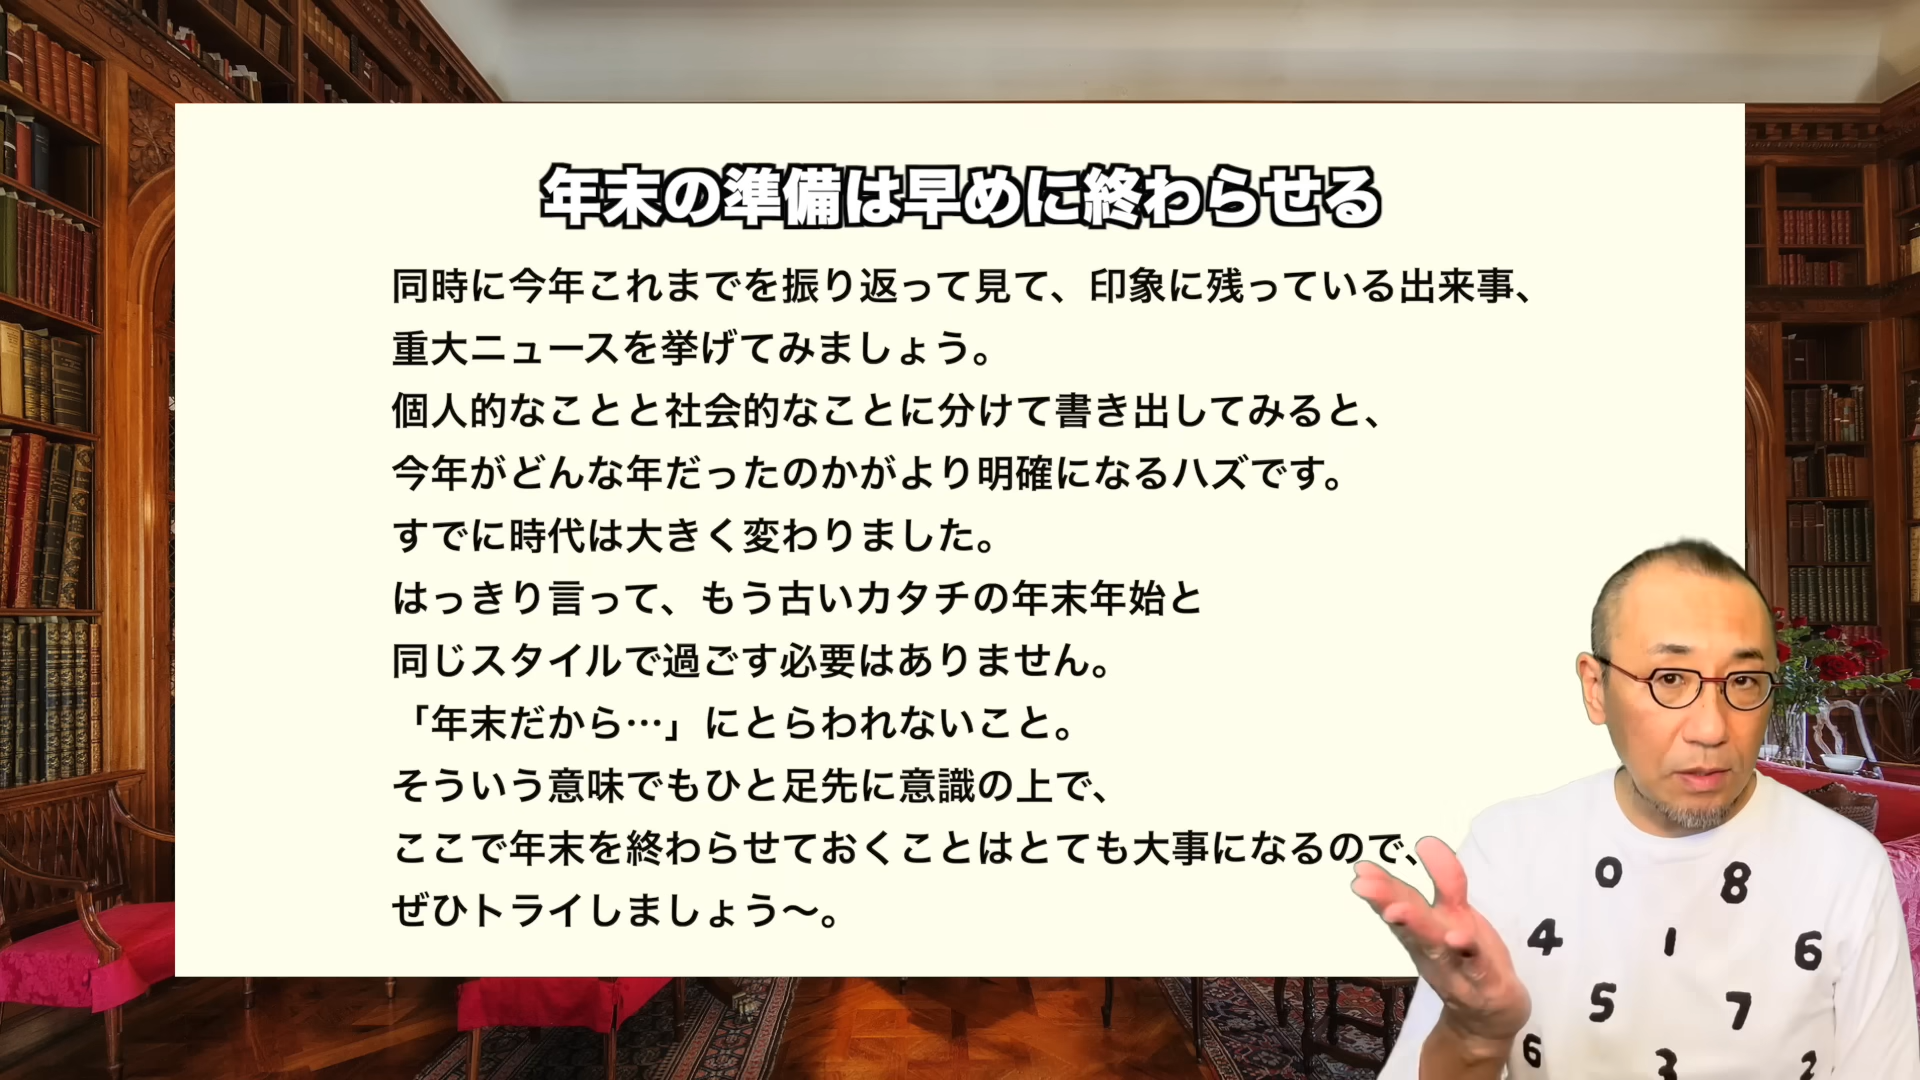 年末の準備は早めに終わらせる
同時に今年これまでを振り返って見て、印象に残っている出来事、
重大ニュースを挙げてみましょう。
個人的なことと社会的なことに分けて書き出してみると、
今年がどんな年だったのかがより明確になるハズです。
すでに時代は大きく変わりました。
はっきり言って、もう古いカタチの年末年始と
同じスタイルで過ごす必要はありません。
「年末だから…」にとらわれないこと。
そういう意味でもひと足先に意識の上で、
ここで年末を終わらせておくことはとても大事になるので、
ぜひトライしましょう〜。
0 8
4 1 6
5 7
6 3 2